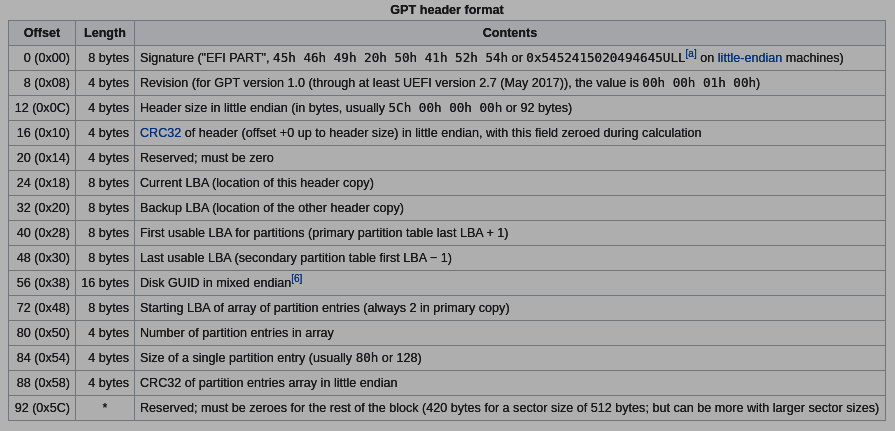 GPT header format
Offset Length Contents
0 (0x00) 8 bytes Signature ("EFI PART", 45h 46h 49h 20h 50h 41h 52h 54h or 0x5452415020494645ULL[a] on little-endian machines)
8 (0x08) 4 bytes Revision (for GPT version 1.0 (through at least UEFI version 2.7 (May 2017)), the value is 00h 00h 01h 00h)
12 (0x0C) 4 bytes Header size in little endian (in bytes, usually 5Ch 00h 00h 00h or 92 bytes)
16 (0x10) 4 bytes CRC32 of header (offset +0 up to header size) in little endian, with this field zeroed during calculation
20 (0x14) 4 bytes Reserved; must be zero
24 (0x18) 8 bytes Current LBA (location of this header copy)
32 (0x20) 8 bytes Backup LBA (location of the other header copy)
40 (0x28) 8 bytes First usable LBA for partitions (primary partition table last LBA + 1)
48 (0x30) 8 bytes Last usable LBA (secondary partition table first LBA − 1)
56 (0x38) 16 bytes Disk GUID in mixed endian[6]
72 (0x48) 8 bytes Starting LBA of array of partition entries (always 2 in primary copy)
80 (0x50) 4 bytes Number of partition entries in array
84 (0x54) 4 bytes Size of a single partition entry (usually 80h or 128)
88 (0x58) 4 bytes CRC32 of partition entries array in little endian
92 (0x5C) * Reserved; must be zeroes for the rest of the block (420 bytes for a sector size of 512 bytes; but can be more with larger sector sizes)